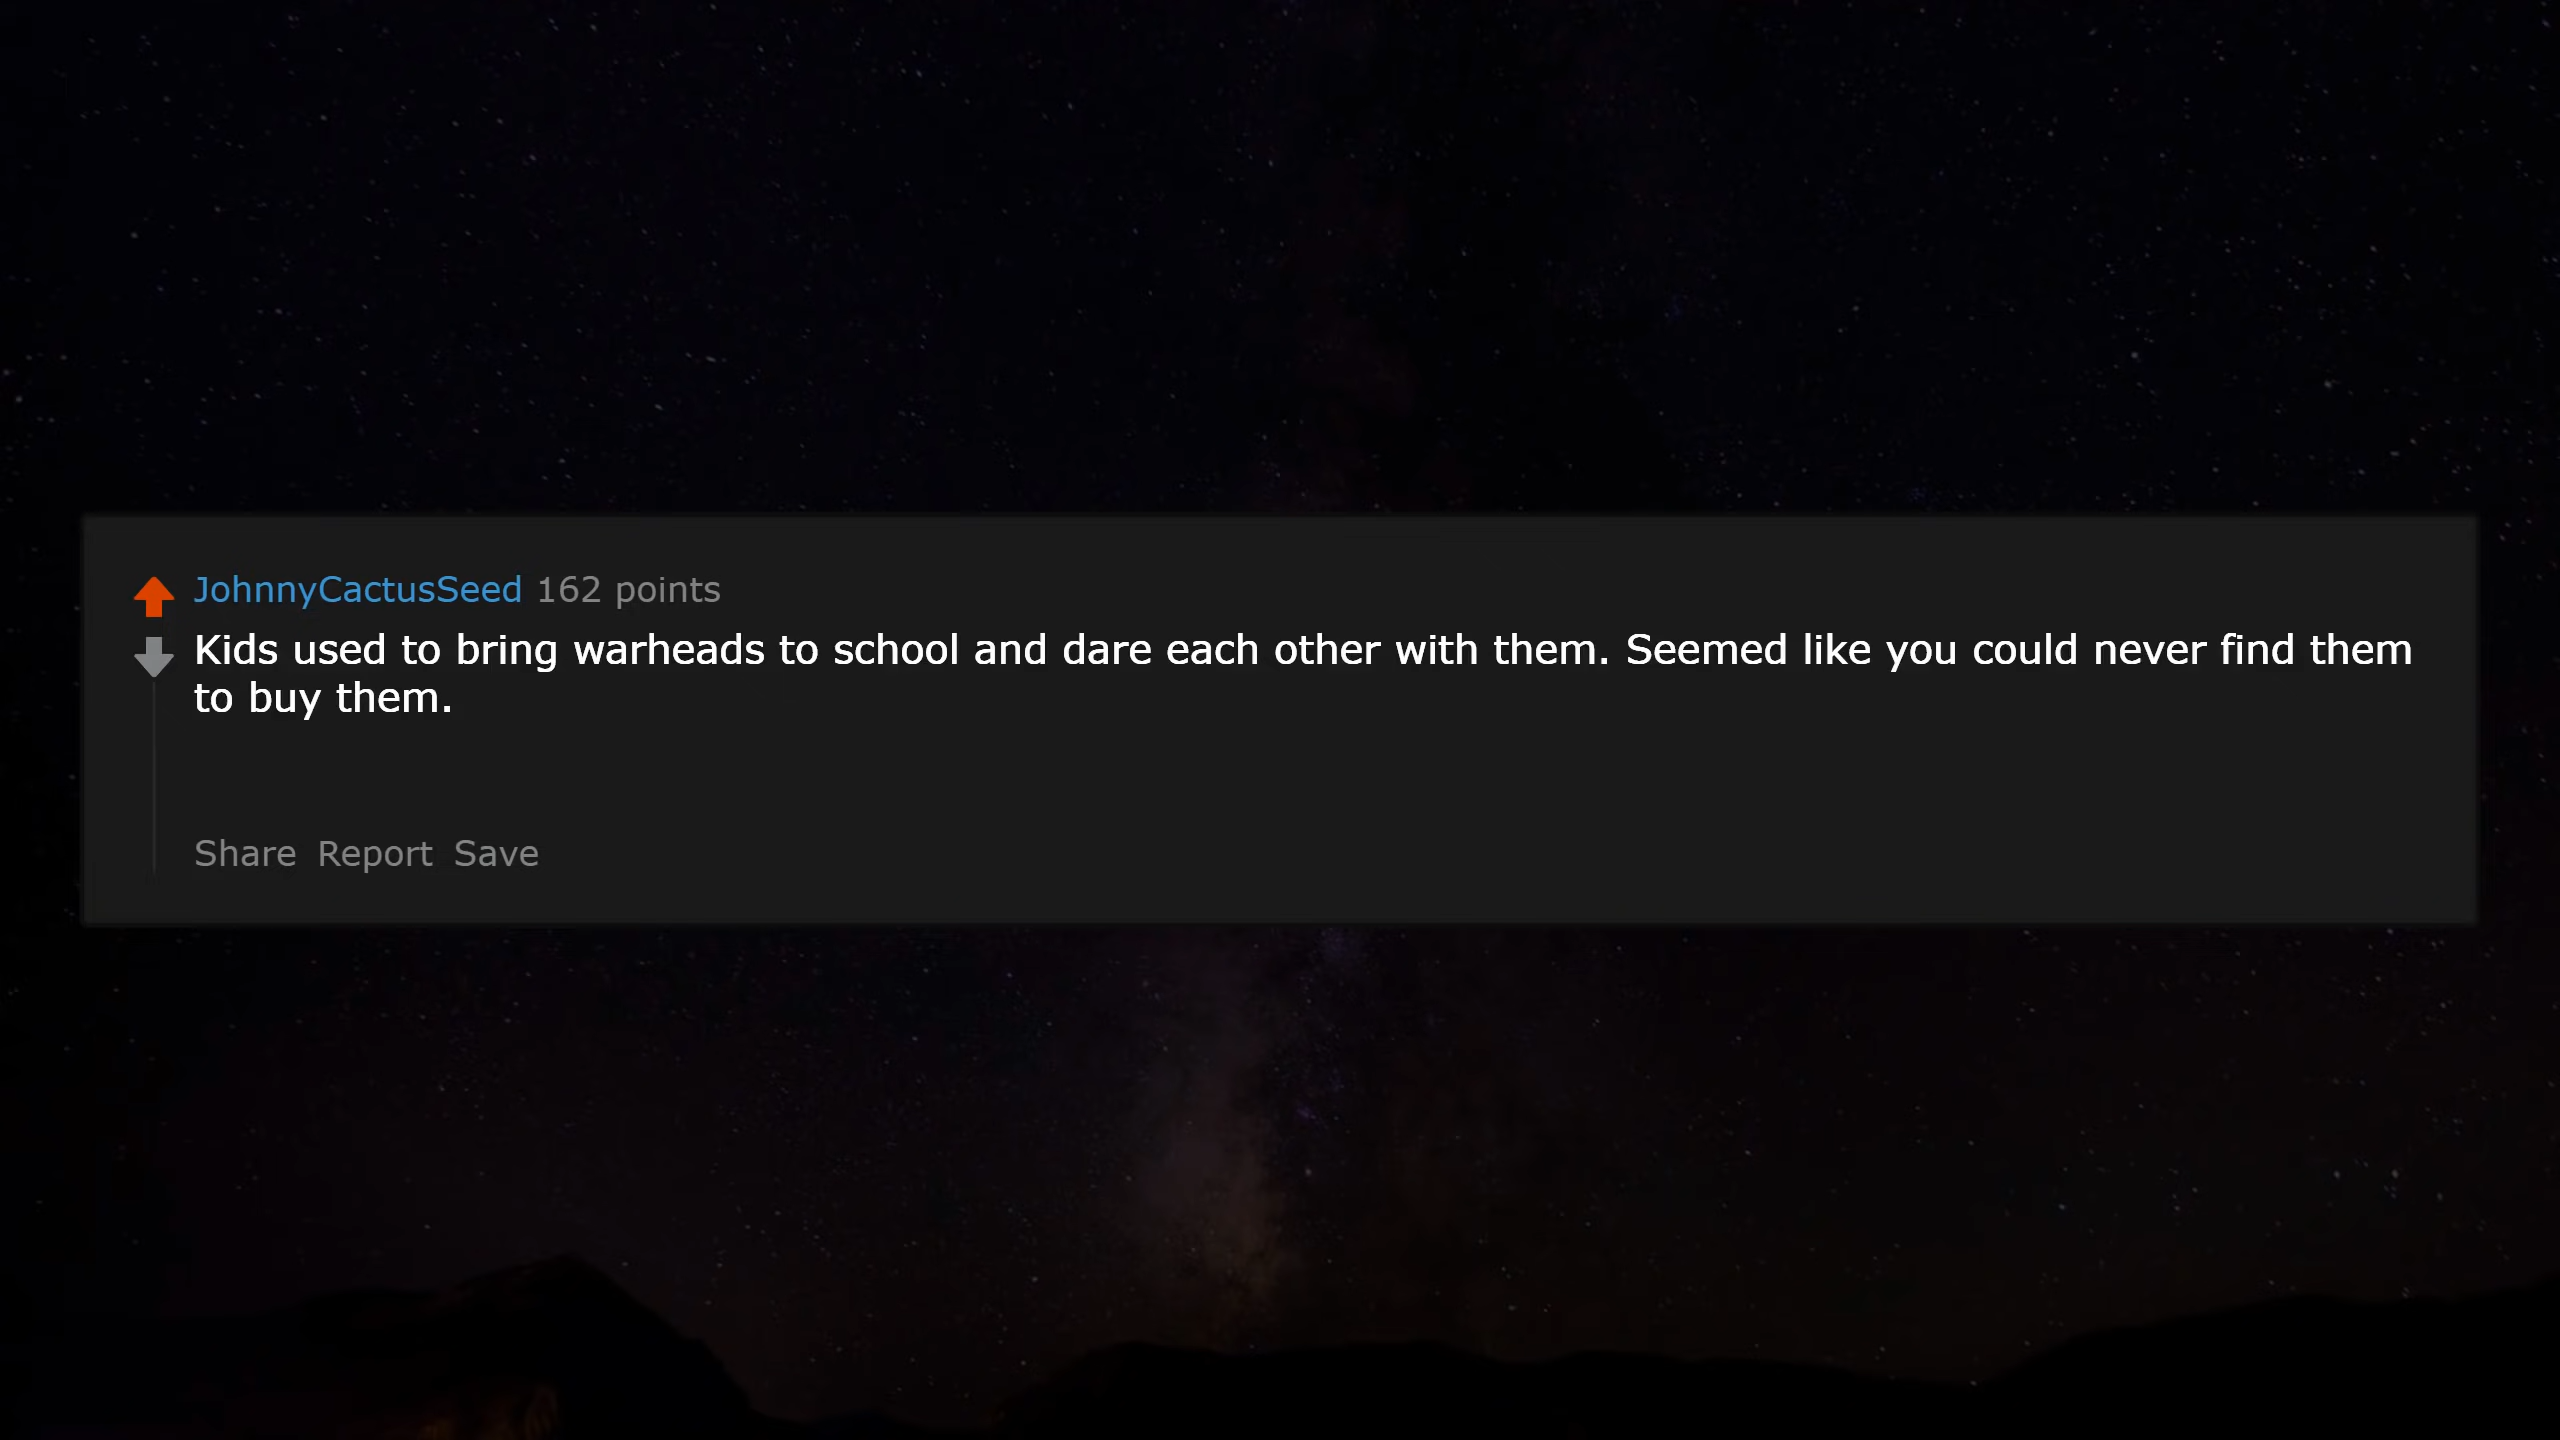 JohnnyCactusSeed 162 points
Kids used to bring warheads to school and dare each other with them. Seemed like you could never find them
to buy them.
Share Report Save